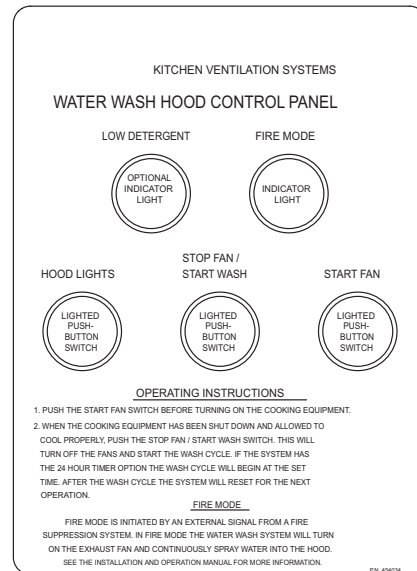 KITCHEN VENTILATION SYSTEMS
WATER WASH HOOD CONTROL PANEL
LOW DETERGENT
FIRE MODE
OPTIONAL
INDICATOR
LIGHT
INDICATOR
LIGHT
HOOD LIGHTS
STOP FAN /
START WASH
START FAN
LIGHTED
PUSH-
BUTTON
SWITCH
LIGHTED
PUSH-
BUTTON
SWITCH
LIGHTED
PUSH-
BUTTON
SWITCH
OPERATING INSTRUCTIONS
1. PUSH THE START FAN SWITCH BEFORE TURNING ON THE COOKING EQUIPMENT.
2. WHEN THE COOKING EQUIPMENT HAS BEEN SHUT DOWN AND ALLOWED TO
COOL PROPERLY, PUSH THE STOP FAN / START WASH SWITCH. THIS WILL
TURN OFF THE FANS AND START THE WASH CYCLE. IF THE SYSTEM HAS
THE 24 HOUR TIMER OPTION THE WASH CYCLE WILL BEGIN AT THE SET
TIME. AFTER THE WASH CYCLE THE SYSTEM WILL RESET FOR THE NEXT
OPERATION.
FIRE MODE
FIRE MODE IS INITIATED BY AN EXTERNAL SIGNAL FROM A FIRE
SUPPRESSION SYSTEM. IN FIRE MODE THE WATER WASH SYSTEM WILL TURN
ON THE EXHAUST FAN AND CONTINUOUSLY SPRAY WATER INTO THE HOOD.
SEE THE INSTALLATION AND OPERATION MANUAL FOR MORE INFORMATION.
P.N. 454034